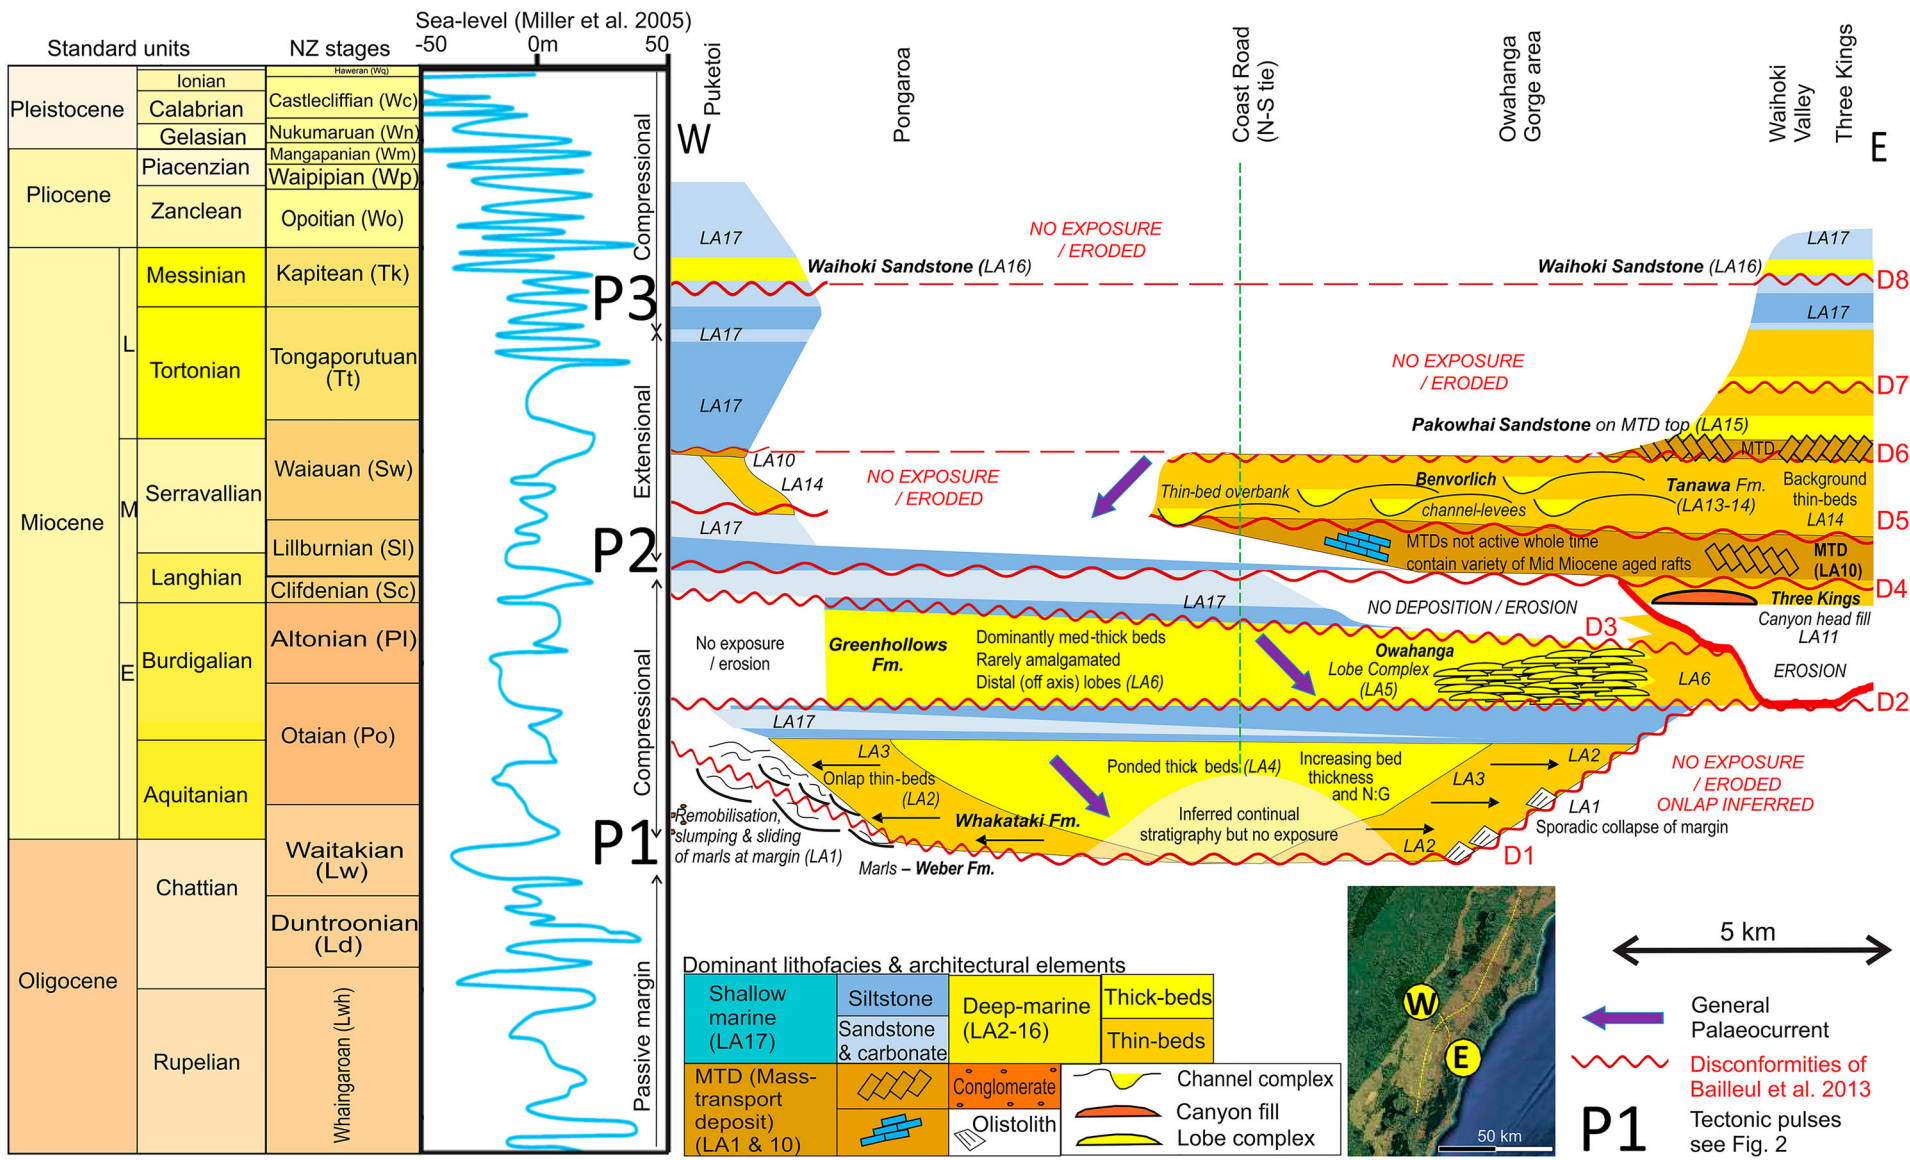 Sea-level (Miller et al. 2005)
Standard units
NZ stages
-50
0m
50
Pleistocene
Pliocene
Miocene
Oligocene
L
M
E
Ionian
Calabrian
Gelasian
Piacenzian
Zanclean
Messinian
Tortonian
Serravallian
Langhian
Burdigalian
Aquitanian
Chattian
Rupelian
Haweran (Wq)
Castlecliffian (Wc)
Nukumaruan (Wn)
Mangapanian (Wm)
Waipipian (Wp)
Opoitian (Wo)
Kapitean (Tk)
Tongaporutuan
(Tt)
Waiauan (Sw)
Lillburnian (Sl)
Clifdenian (Sc)
Altonian (Pl)
Otaian (Po)
Waitakian
(Lw)
Duntroonian
(Ld)
Whaingaroan (Lwh)
Compressional
P3
Extensional
P2
Compressional
P1
Passive margin
Puketoi
Pongaroa
Coast Road
(N-S tie)
Owahanga
Gorge area
Waihoki
Valley
Three Kings
W
E
LA17
NO EXPOSURE
/ ERODED
LA17
Waihoki Sandstone (LA16)
Waihoki Sandstone (LA16)
D8
LA17
LA17
NO EXPOSURE
/ ERODED
D7
LA17
Pakowhai Sandstone on MTD top (LA15)
MTD
D6
LA10
LA14
NO EXPOSURE
/ ERODED
Thin-bed overbank
Benvorlich
channel-levees
Tanawa Fm.
(LA13-14)
Background
thin-beds
LA14
D5
LA17
MTDs not active whole time
contain variety of Mid Miocene aged rafts
MTD
(LA10)
D4
LA17
NO DEPOSITION / EROSION
Three Kings
Canyon head fill
LA11
D3
No exposure
/ erosion
Greenhollows
Fm.
Dominantly med-thick beds
Rarely amalgamated
Distal (off axis) lobes (LA6)
Owahanga
Lobe Complex
(LA5)
LA6
EROSION
D2
LA17
LA3
Onlap thin-beds
(LA2)
Ponded thick beds (LA4)
Increasing bed
thickness
and N:G
LA3
LA2
NO EXPOSURE
/ ERODED
ONLAP INFERRED
Remobilisation,
slumping & sliding
of marls at margin (LA1)
Whakataki Fm.
Inferred continual
stratigraphy but no exposure
LA2
LA1
Sporadic collapse of margin
D1
Marls – Weber Fm.
Dominant lithofacies & architectural elements
Shallow
marine
(LA17)
Siltstone
Sandstone
& carbonate
Deep-marine
(LA2-16)
Thick-beds
Thin-beds
MTD (Mass-
transport
deposit)
(LA1 & 10)
Conglomerate
Olistolith
Channel complex
Canyon fill
Lobe complex
W
E
50 km
5 km
General
Palaeocurrent
Disconformities of
Bailleul et al. 2013
P1
Tectonic pulses
see Fig. 2